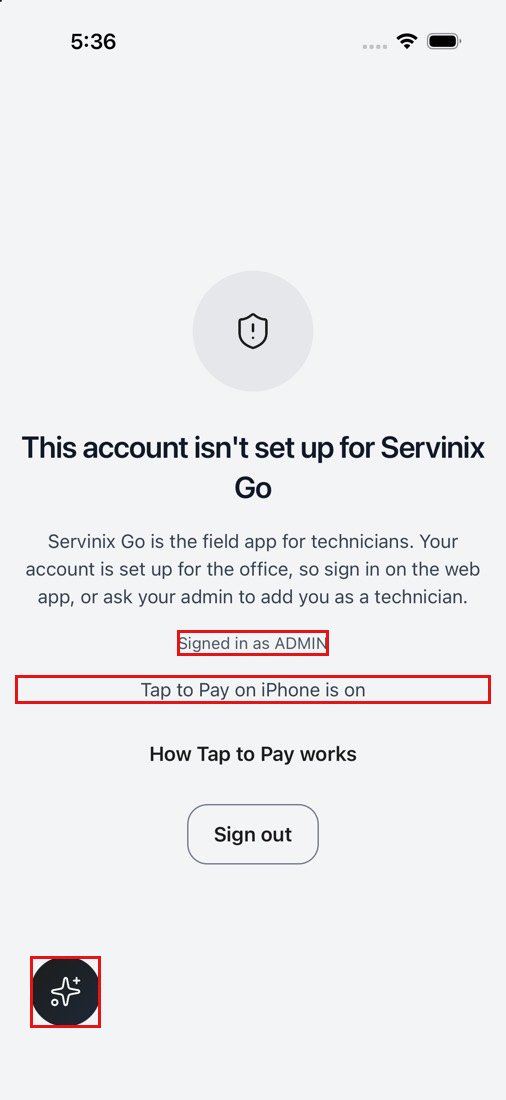 5:36
This account isn't set up for Servinix
Go
Servinix Go is the field app for technicians. Your
account is set up for the office, so sign in on the web
app, or ask your admin to add you as a technician.
Signed in as ADMIN
Tap to Pay on iPhone is on
How Tap to Pay works
Sign out